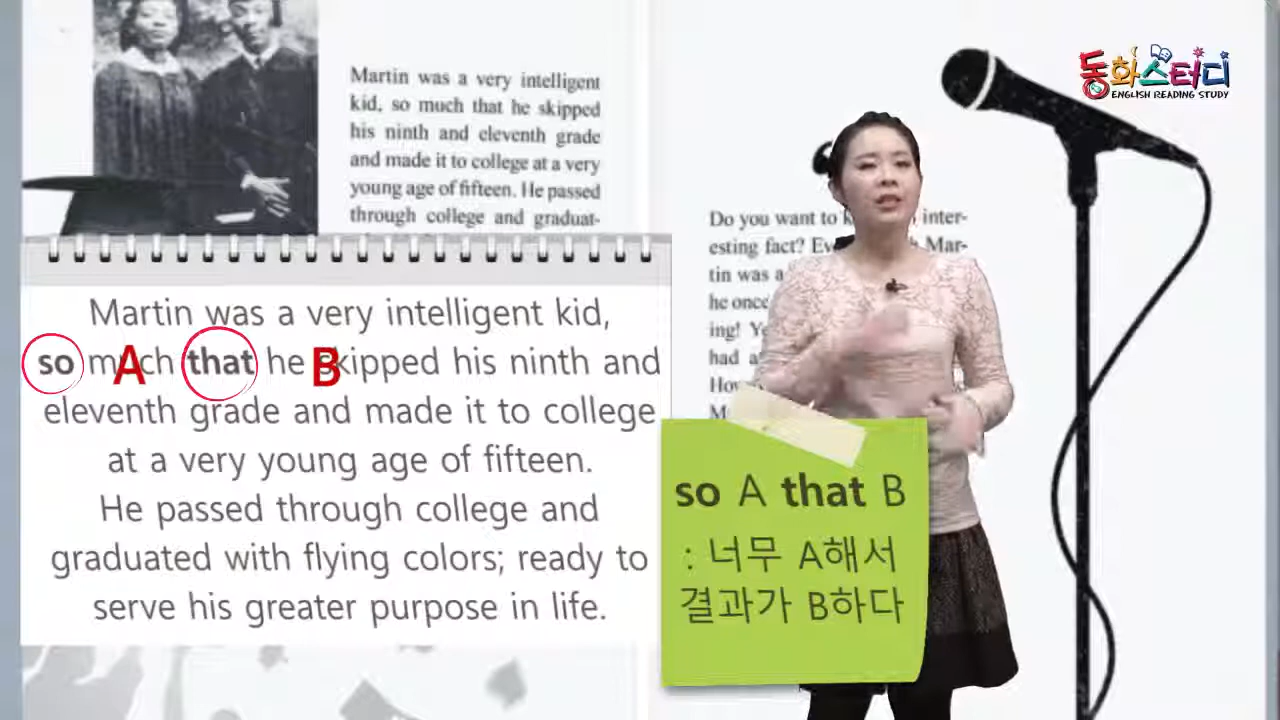 Martin was a very intelligent
kid, so much that he skipped
his ninth and eleventh grade
and made it to college at a very
young age of fifteen. He passed
through college and graduat-
동화스터디
ENGLISH READING STUDY
Do you want to inter-
esting fact? Mar-
tin was a
he once
ing!
had
Martin was a very intelligent kid,
so much that he skipped his ninth and
A B
eleventh grade and made it to college
at a very young age of fifteen.
He passed through college and
graduated with flying colors; ready to
serve his greater purpose in life.
so A that B
: 너무 A해서
결과가 B하다